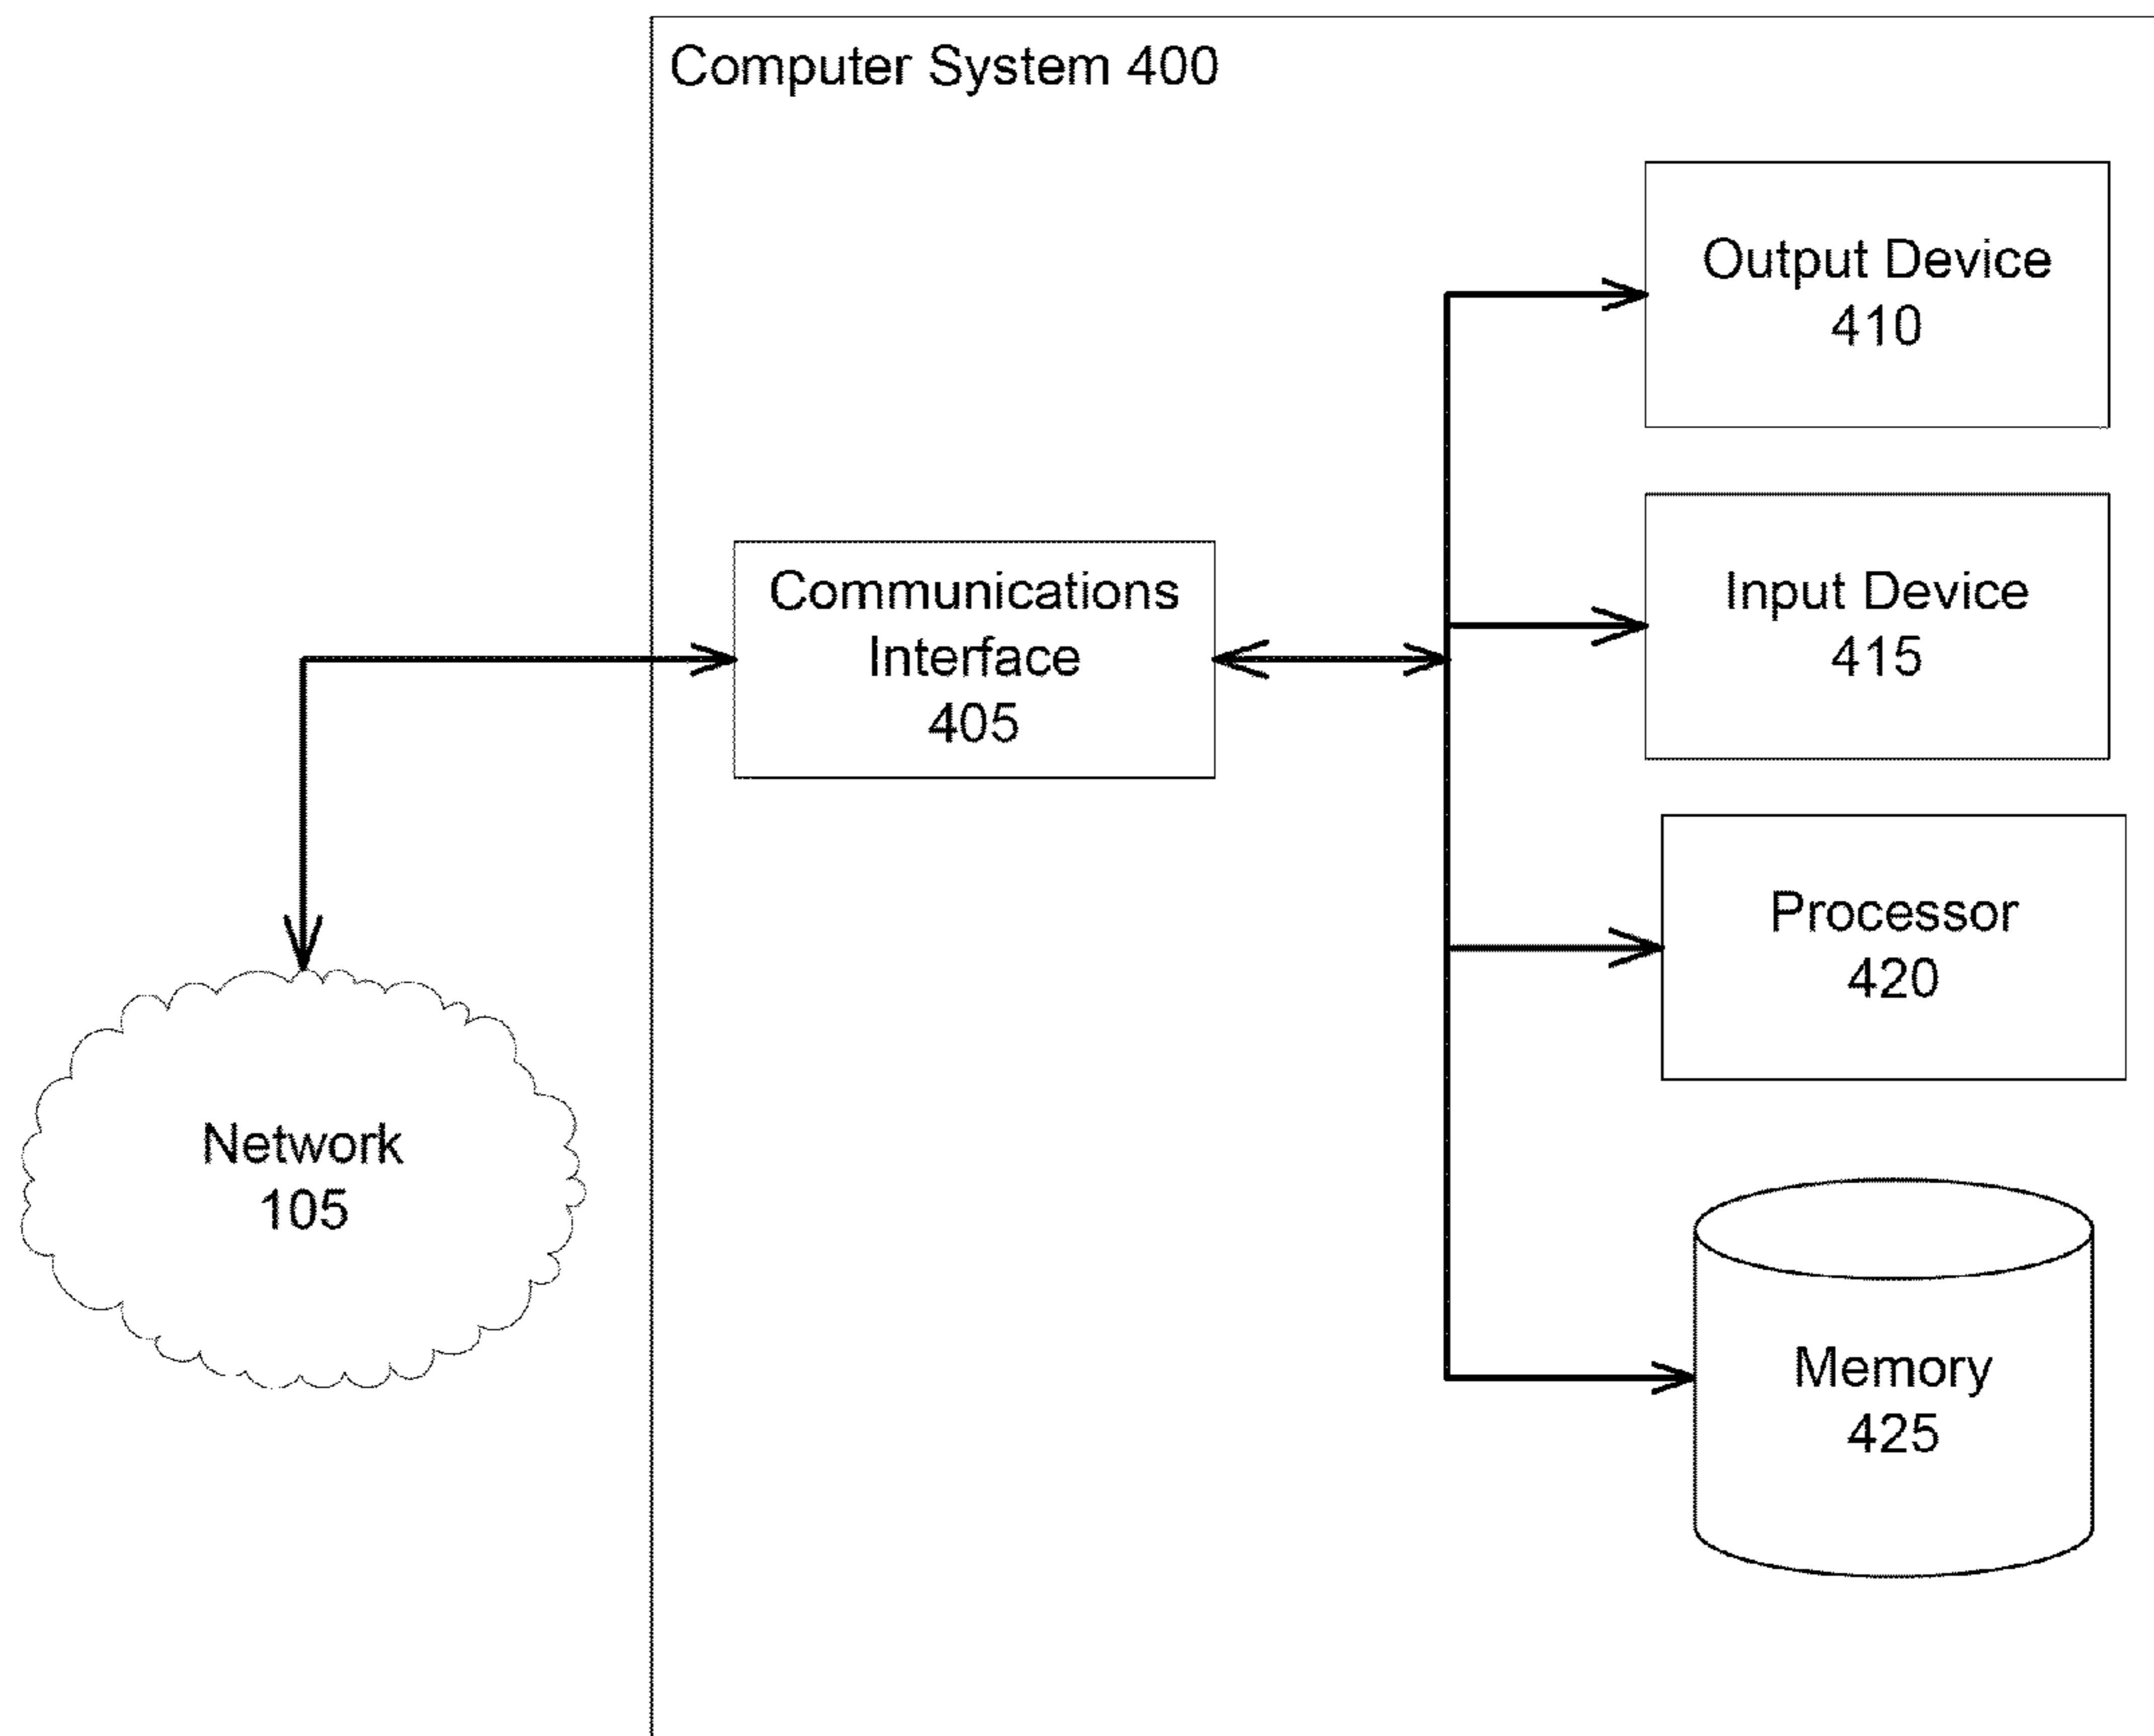 Computer System 400
Output Device
410
Input Device
415
Communications
Interface
405
Processor
420
Network
105
Memory
425